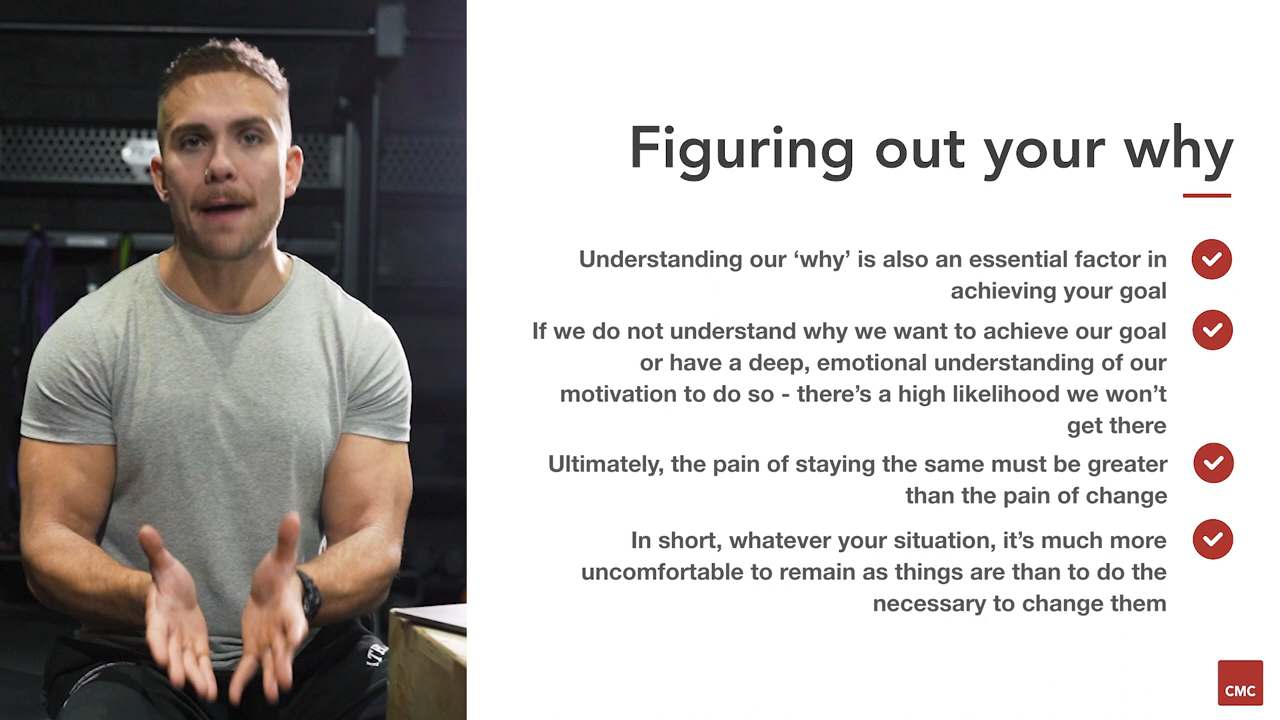 Figuring out your why
Understanding our ‘why’ is also an essential factor in
achieving your goal
If we do not understand why we want to achieve our goal
or have a deep, emotional understanding of our
motivation to do so - there’s a high likelihood we won’t
get there
Ultimately, the pain of staying the same must be greater
than the pain of change
In short, whatever your situation, it’s much more
uncomfortable to remain as things are than to do the
necessary to change them
CMC